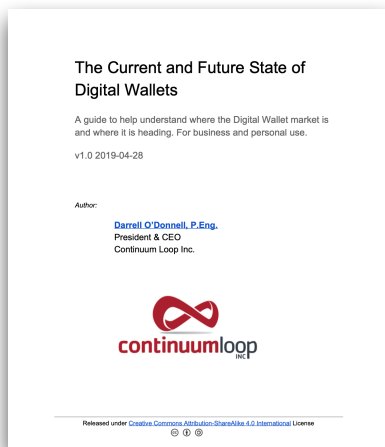 The Current and Future State of
Digital Wallets
A guide to help understand where the Digital Wallet market is
and where it is heading. For business and personal use.
v1.0 2019-04-28
Author:
Darrell O'Donnell, P.Eng.
President & CEO
Continuum Loop Inc.
continuumloop
INC
Released under Creative Commons Attribution-ShareAlike 4.0 International License